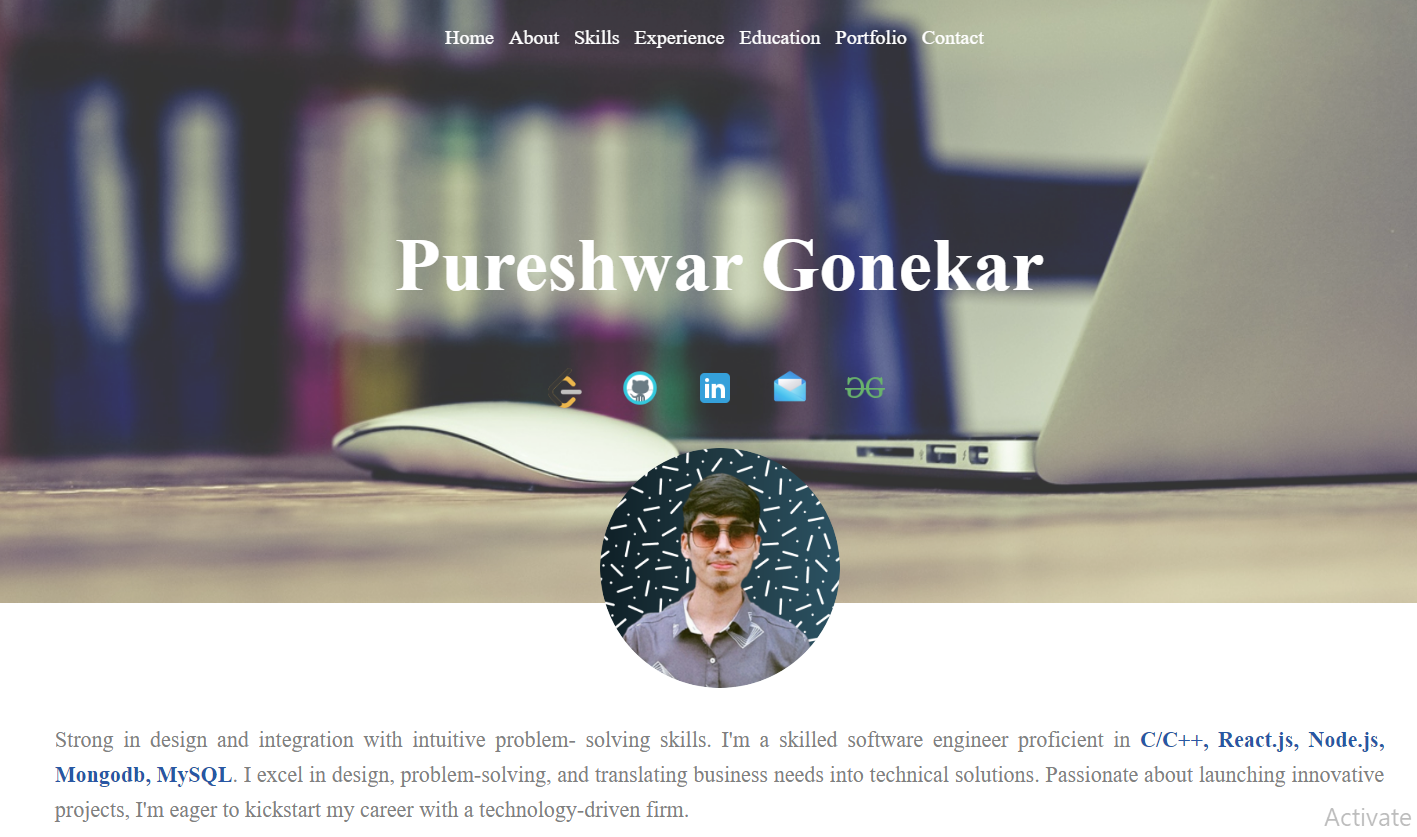 Home About Skills Experience Education Portfolio Contact
Pureshwar Gonekar
in
Strong in design and integration with intuitive problem- solving skills. I'm a skilled software engineer proficient in C/C++, React.js, Node.js,
Mongodb, MySQL. I excel in design, problem-solving, and translating business needs into technical solutions. Passionate about launching innovative
projects, I'm eager to kickstart my career with a technology-driven firm.
Activate